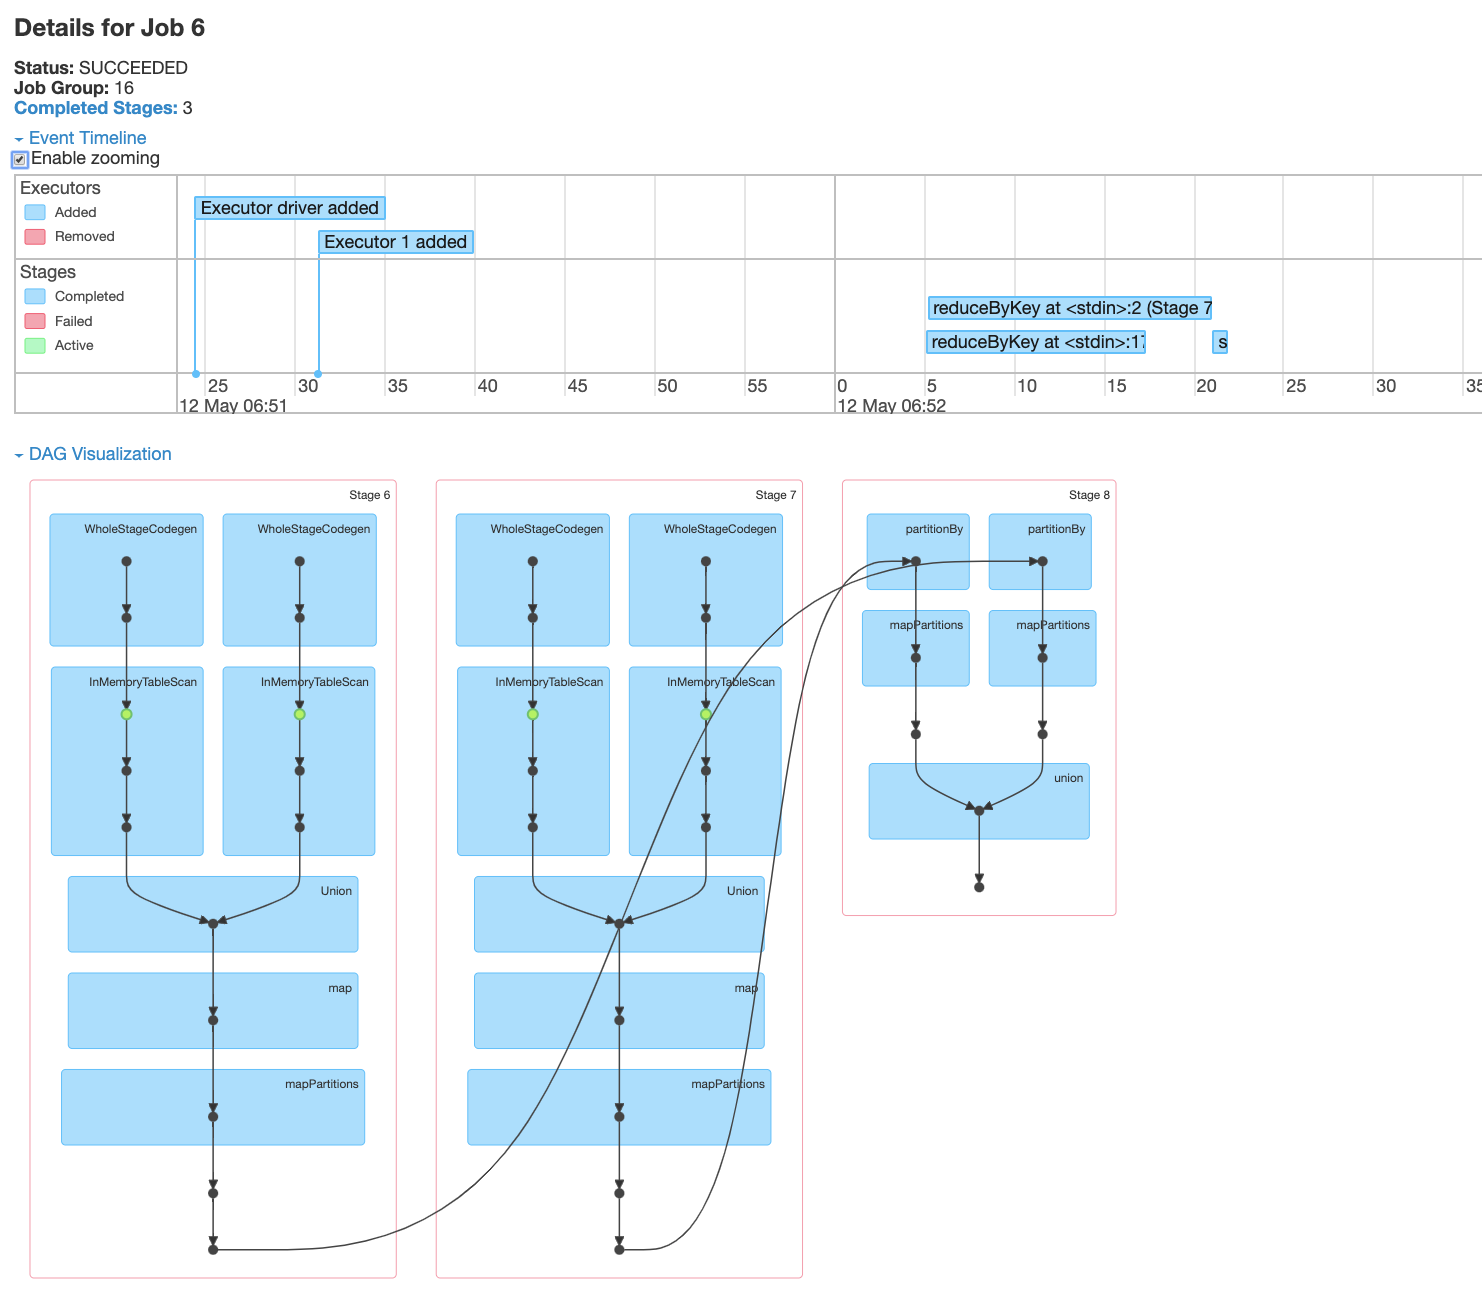 Details for Job 6
Status: SUCCEEDED
Job Group: 16
Completed Stages: 3
Event Timeline
Enable zooming
Executors
Added
Removed
Executor driver added
Executor 1 added
Stages
Completed
Failed
Active
reduceByKey at <stdin>:2 (Stage 7
reduceByKey at <stdin>:17
s
25 30 35 40 45 50 55 0 5 10 15 20 25 30 35
12 May 06:51 12 May 06:52
DAG Visualization
Stage 6
WholeStageCodegen WholeStageCodegen
InMemoryTableScan InMemoryTableScan
Union
map
mapPartitions
Stage 7
WholeStageCodegen WholeStageCodegen
InMemoryTableScan InMemoryTableScan
Union
map
mapPartitions
Stage 8
partitionBy partitionBy
mapPartitions mapPartitions
union